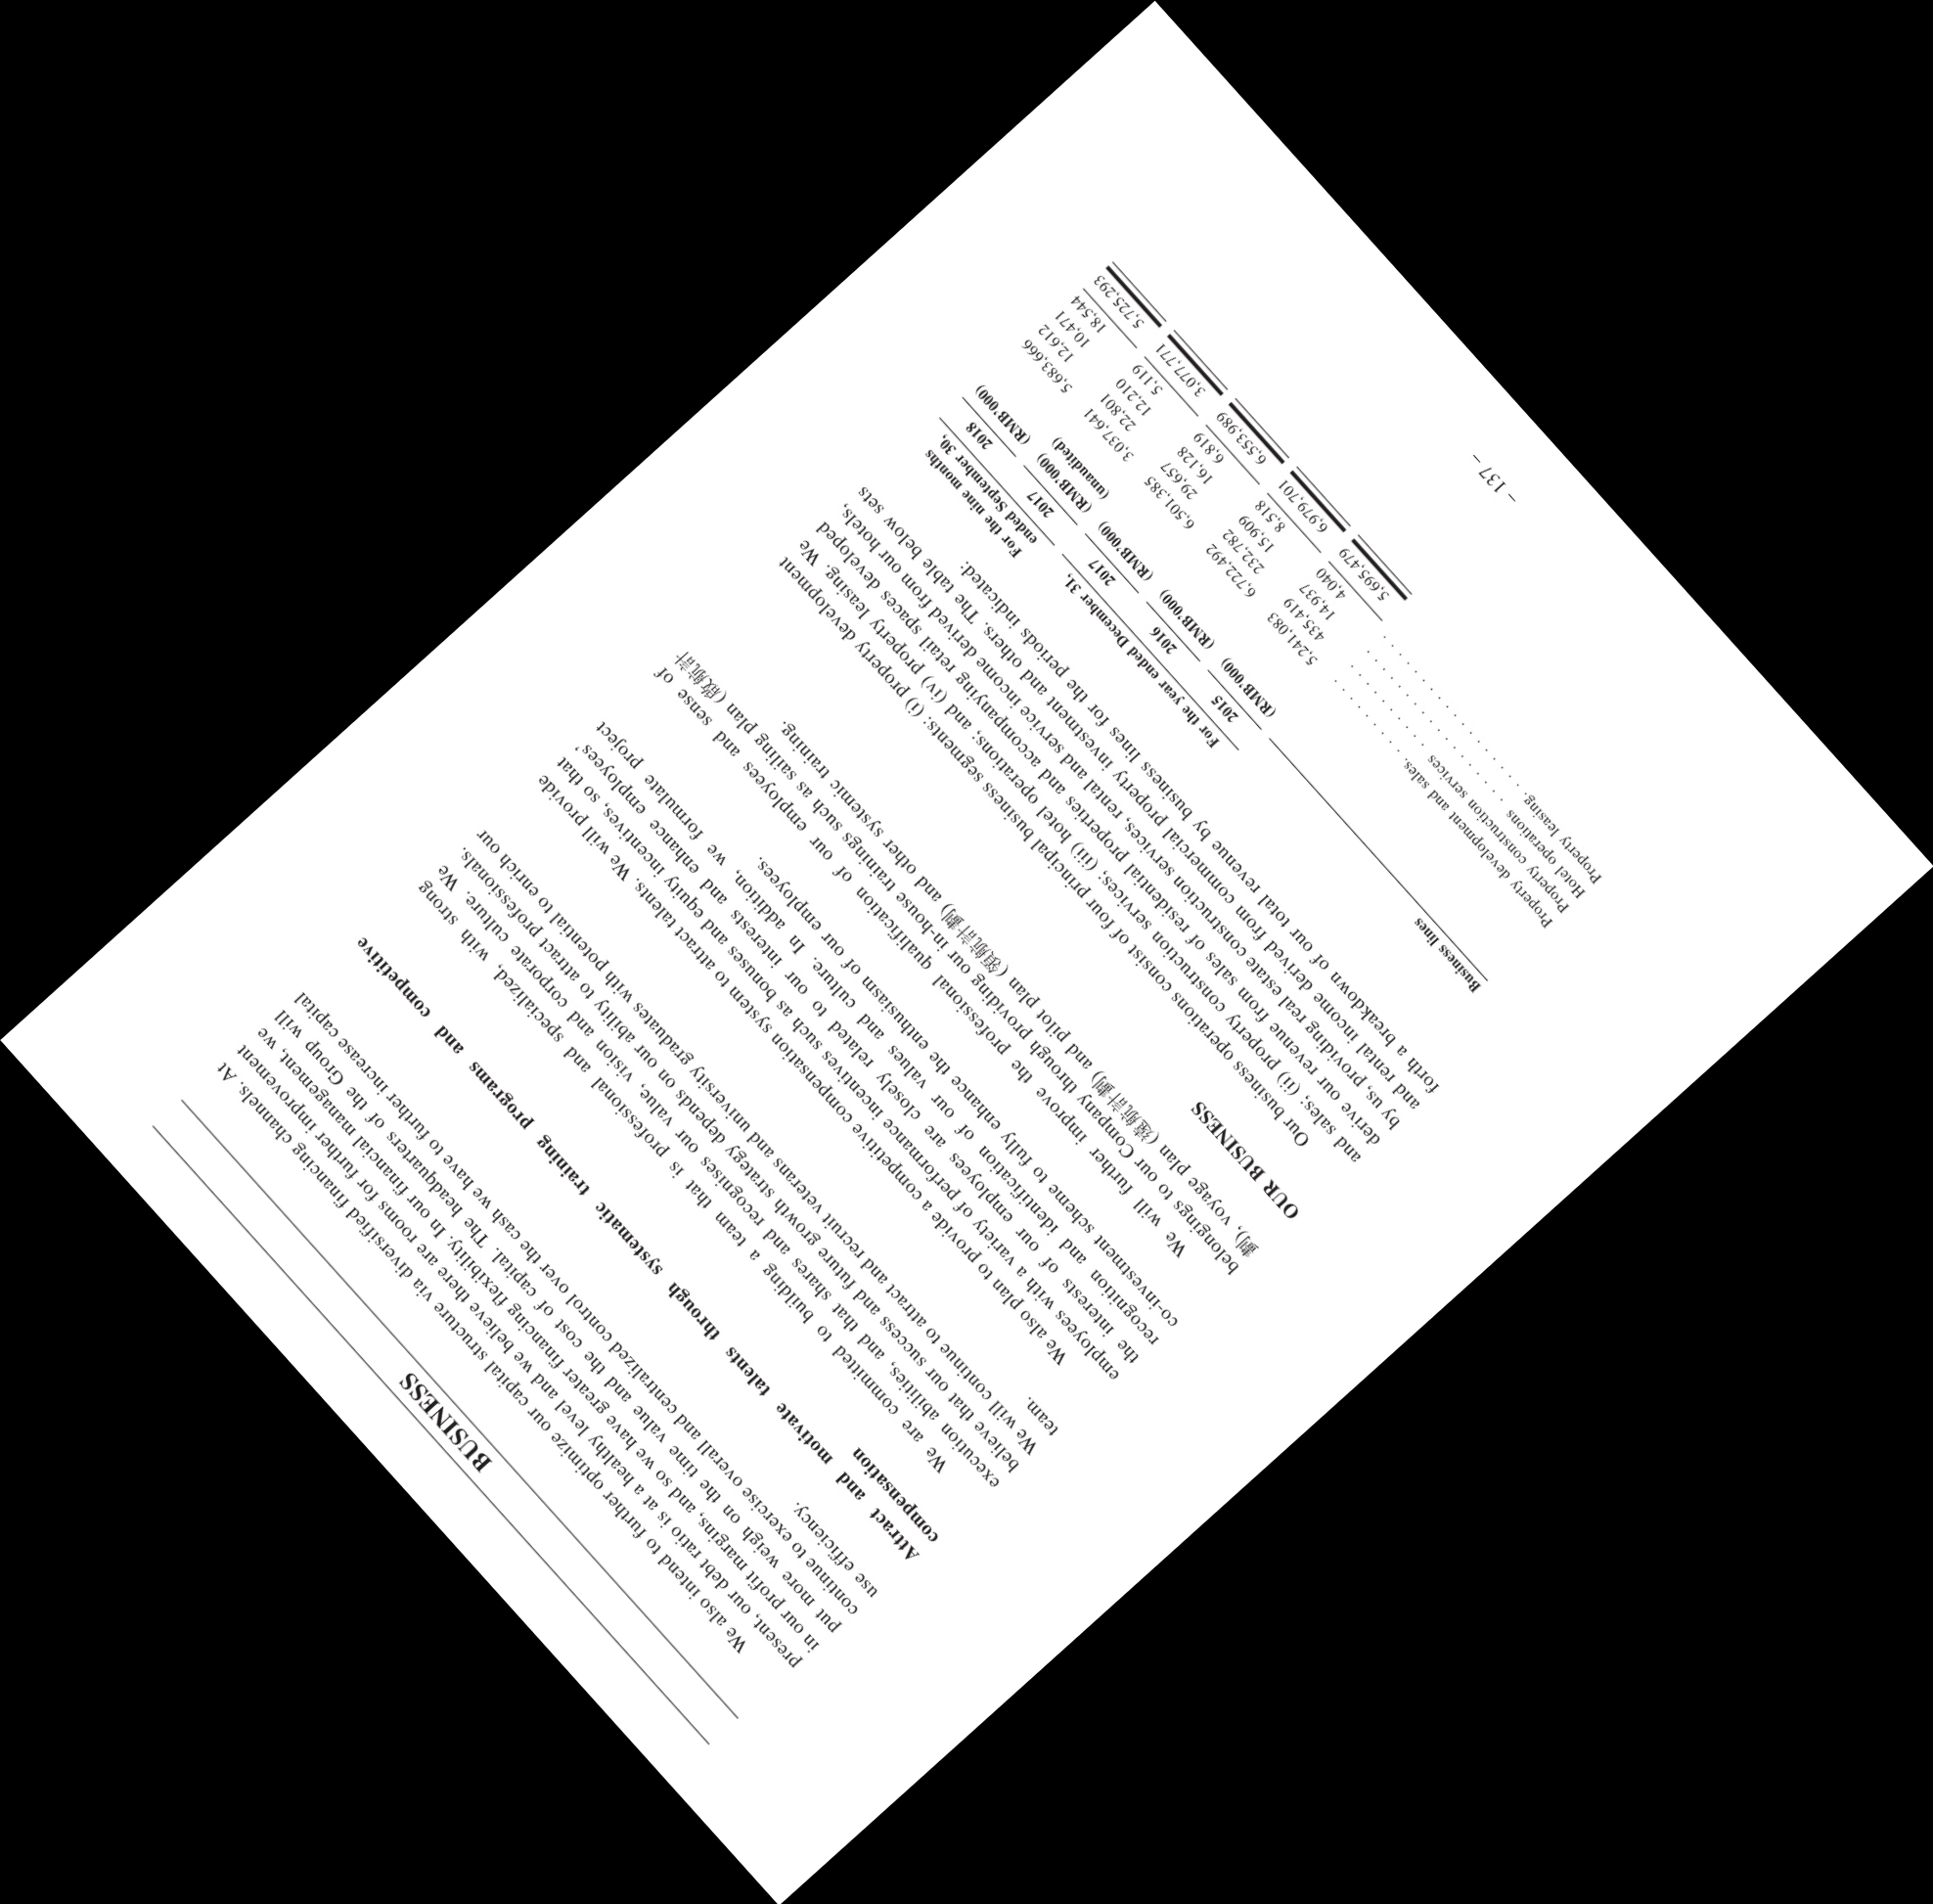 BUSINESS
We also intend to further optimize our capital structure via diversified financing channels. At
present, our debt ratio is at a healthy level and we believe there are rooms for further improvement
in our profit margins, and so we have greater financing flexibility. In our financial management, we
put more weigh on the time value and the cost of capital. The headquarters of the Group will
continue to exercise overall and centralized control over the cash we have to further increase capital
use efficiency.
Attract and motivate talents through systematic training programs and competitive
compensation
We are committed to building a team that is professional and specialized, with strong
execution abilities, and that shares and recognises our value, vision and corporate culture. We
believe that our success and future growth strategy depends on our ability to attract professionals.
We will continue to attract and recruit veterans and university graduates with potential to enrich our
team.
We also plan to provide a competitive compensation system to attract talents. We will provide
employees with a variety of performance incentives such as bonuses and equity incentives, so that
the interests of our employees are closely related to our interests and enhance employees'
recognition and identification of our values and culture. In addition, we formulate project
co-investment scheme to fully enhance the enthusiasm of our employees.
We will further improve the professional qualification of our employees and sense of
belongings to our Company through providing our in-house trainings such as sailing plan (啟航計
劃), voyage plan (遠航計劃) and pilot plan (領航計劃) and other systemic training.
OUR BUSINESS
Our business operations consist of four principal business segments: (i) property development
and sales; (ii) property construction services; (iii) hotel operations; and (iv) property leasing. We
derive our revenue from sales of residential properties and accompanying retail spaces developed
by us, providing real estate construction services, rental and service income derived from our hotels,
and rental income derived from commercial property investment and others. The table below sets
forth a breakdown of our total revenue by business lines for the periods indicated:
For the nine months
For the year ended December 31, ended September 30,
Business lines 2015 2016 2017 2017 2018
(RMB'000) (RMB'000) (RMB'000) (RMB'000) (RMB'000)
(unaudited)
Property development and sales. . . . . . . . . . 5,241,083 6,722,492 6,501,385 3,037,641 5,683,666
Property construction services . . . . . . . . . . . 435,419 232,782 29,657 22,801 12,612
Hotel operations . . . . . . . . . . . . . . . . . . . 14,937 15,909 16,128 12,210 10,471
Property leasing. . . . . . . . . . . . . . . . . . . . 4,040 8,518 6,819 5,119 18,544
5,695,479 6,979,701 6,553,989 3,077,771 5,725,293
– 137 –